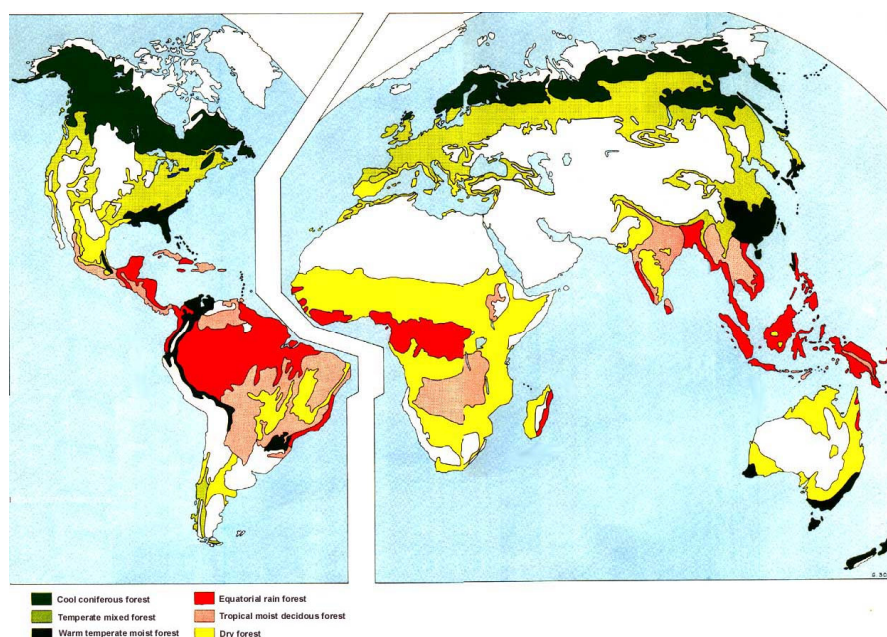 Cool coniferous forest
Temperate mixed forest
Warm temperate moist forest
Equatorial rain forest
Tropical moist decidous forest
Dry forest